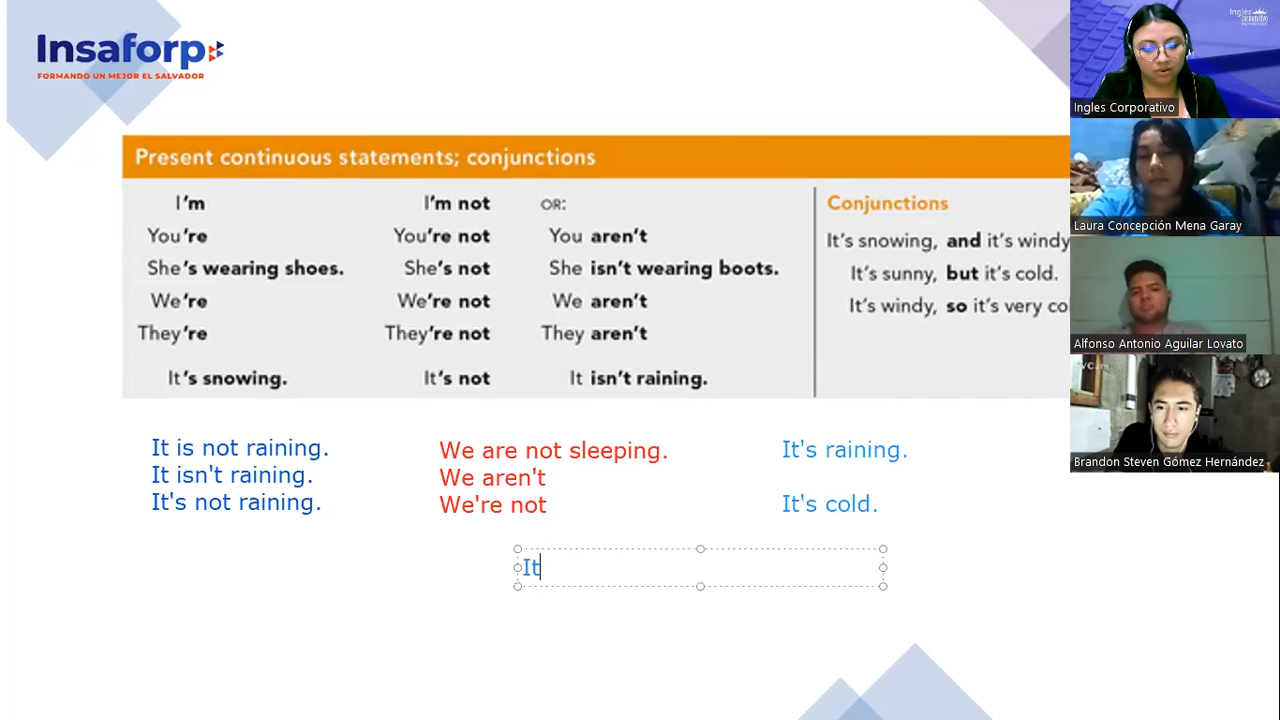 Insaforp
FORMANDO UN MEJOR EL SALVADOR
Present continuous statements; conjunctions
I'm I'm not OR:
You're You're not You aren't
She's wearing shoes. She's not She isn't wearing boots.
We're We're not We aren't
They're They're not They aren't
It's snowing. It's not It isn't raining.
Conjunctions
It's snowing, and it's windy
It's sunny, but it's cold.
It's windy, so it's very co
It is not raining.
It isn't raining.
It's not raining.
We are not sleeping.
We aren't
We're not
It's raining.
It's cold.
It
Ingles Corporativo
Ingles Corporativo
Laura Concepción Mena Garay
Alfonso Antonio Aguilar Lovato
Brandon Steven Gómez Hernández